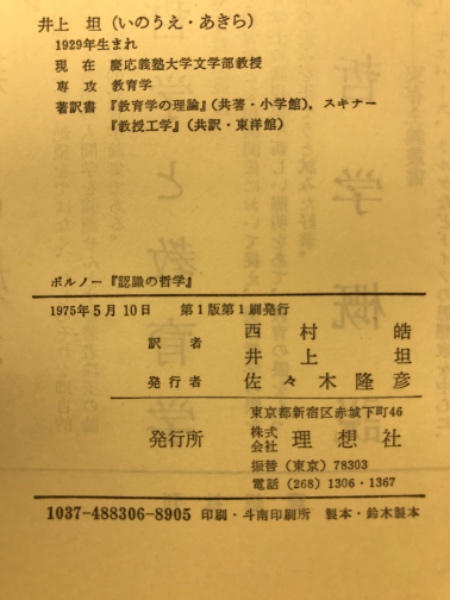 井上 坦（いのうえ・あきら）
1929年生まれ
現 在 慶応義塾大学文学部教授
専 攻 教育学
著訳書 『教育学の理論』（共著・小学館），スキナー
『教授工学』（共訳・東洋館）
ボルノー『認識の哲学』
1975年5月10日 第1版第1刷発行
西村 皓
訳者
井上 坦
発行者 佐々木隆彦
東京都新宿区赤城下町46
発行所 株式会社 理想社
振替（東京）78303
電話（268）1306・1367
1037-488306-8905 印刷・斗南印刷所 製本・鈴木製本